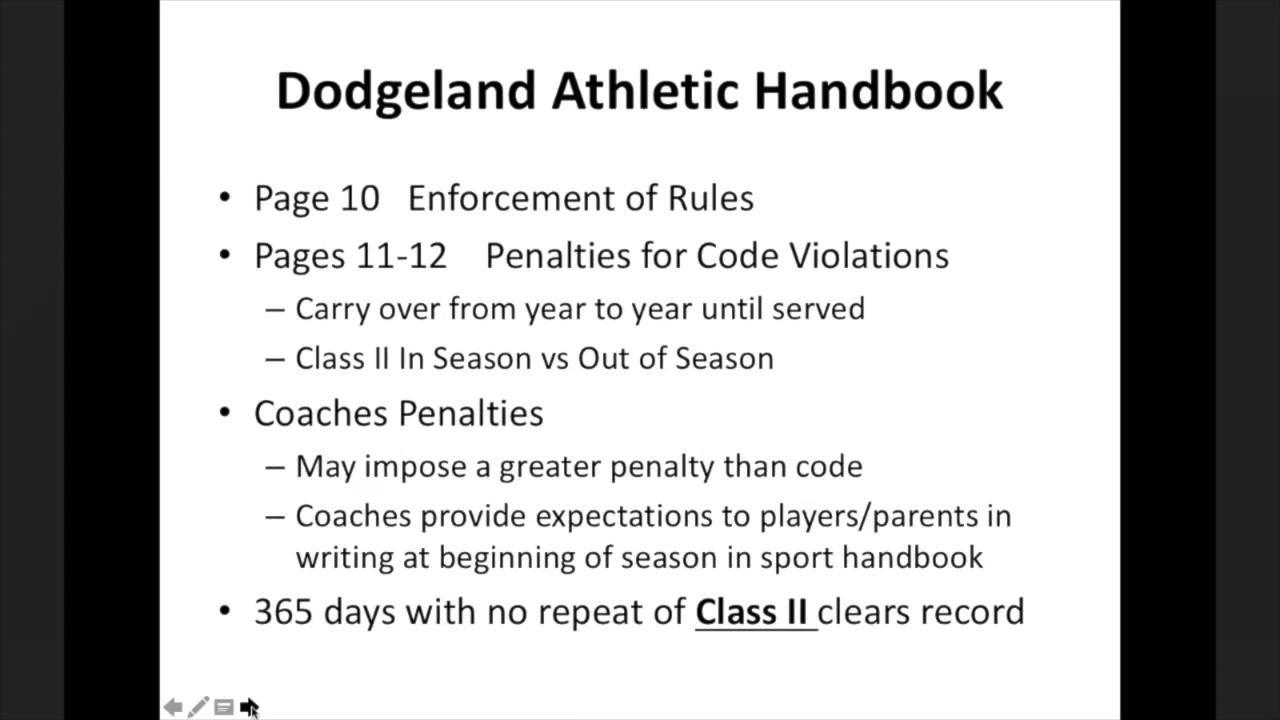 Dodgeland Athletic Handbook
• Page 10 Enforcement of Rules
• Pages 11-12 Penalties for Code Violations
– Carry over from year to year until served
– Class II In Season vs Out of Season
• Coaches Penalties
– May impose a greater penalty than code
– Coaches provide expectations to players/parents in
writing at beginning of season in sport handbook
• 365 days with no repeat of Class II clears record